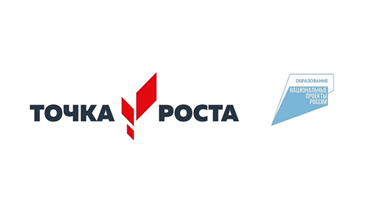 ТОЧКА РОСТА
ОБРАЗОВАНИЕ
НАЦИОНАЛЬНЫЕ
ПРОЕКТЫ
РОССИИ